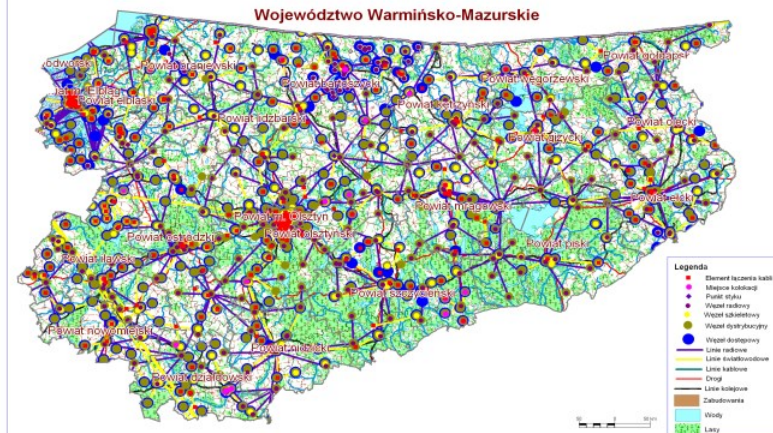 Województwo Warmińsko-Mazurskie
Powiat gołdapski
Powiat braniewski
Powiat węgorzewski
Powiat bartoszycki
Powiat elbląski
Powiat kętrzyński
Powiat lidzbarski
Powiat olecki
Powiat giżycki
Powiat mrągowski
Powiat ełcki
Powiat m. Olsztyn
Powiat olsztyński
Powiat ostródzki
Powiat piski
Powiat iławski
Powiat szczycieński
Powiat nowomiejski
Powiat nidzicki
Powiat działdowski
Legenda
Element łączenia kabli
Miejsce kolokacji
Punkt styku
Węzeł radiowy
Węzeł szkieletowy
Węzeł dystrybucyjny
Węzeł dostępowy
Linie radiowe
Linie światłowodowe
Linie kablowe
Drogi
Linie kolejowe
Zabudowania
Wody
Lasy